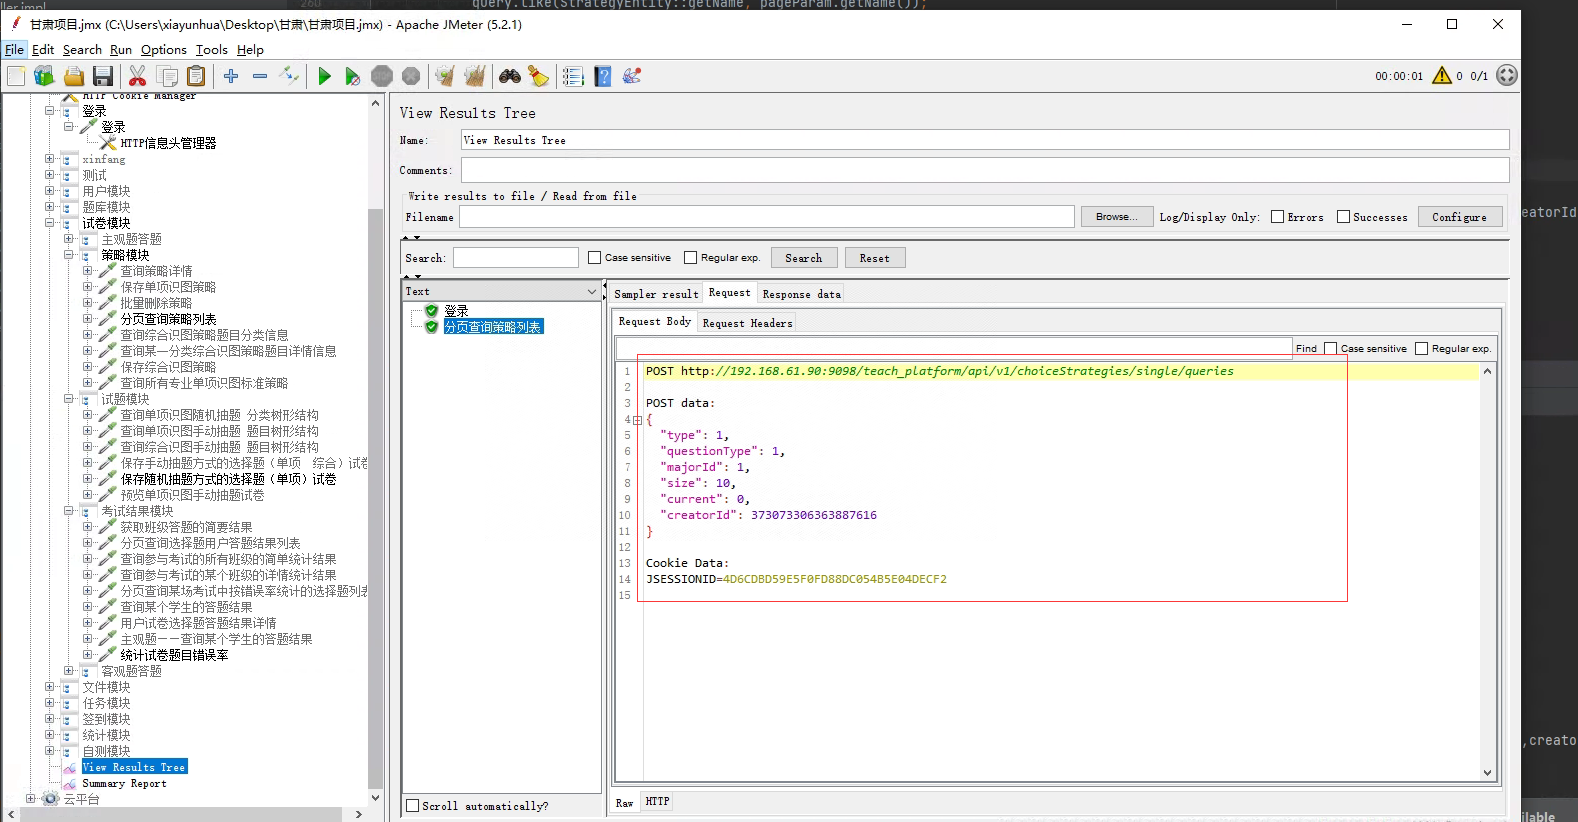 query.like(StrategyEntity::getName, pageParam.getName());
甘肃项目.jmx (C:\Users\xiayunhua\Desktop\甘肃\甘肃项目.jmx) - Apache JMeter (5.2.1)
File Edit Search Run Options Tools Help
00:00:01 0 0/1
HTTP Cookie Manager
登录
登录
HTTP信息头管理器
xinfang
测试
用户模块
题库模块
试卷模块
主观题答题
策略模块
查询策略详情
保存单项识图策略
批量删除策略
分页查询策略列表
查询综合识图策略题目分类信息
查询某一分类综合识图策略题目详情信息
保存综合识图策略
查询所有专业单项识图标准策略
试题模块
查询单项识图随机抽题 分类树形结构
查询单项识图手动抽题 题目树形结构
查询综合识图手动抽题 题目树形结构
保存手动抽题方式的选择题（单项 综合）试卷
保存随机抽题方式的选择题（单项）试卷
预览单项识图手动抽题试卷
考试结果模块
获取班级答题的简要结果
分页查询选择题用户答题结果列表
查询参与考试的所有班级的简单统计结果
查询参与考试的某个班级的详情统计结果
分页查询某场考试中按错误率统计的选择题列表
查询某个学生的答题结果
用户试卷选择题答题结果详情
主观题——查询某个学生的答题结果
统计试卷题目错误率
客观题答题
文件模块
任务模块
签到模块
统计模块
自测模块
View Results Tree
Summary Report
云平台
View Results Tree
Name: View Results Tree
Comments:
Write results to file / Read from file
Filename Browse... Log/Display Only: Errors Successes Configure
Search: Case sensitive Regular exp. Search Reset
Text
登录
分页查询策略列表
Scroll automatically?
Sampler result Request Response data
Request Body Request Headers
Find Case sensitive Regular exp.
1 POST http://192.168.61.90:9098/teach_platform/api/v1/choiceStrategies/single/queries
2
3 POST data:
4 {
5 "type": 1,
6 "questionType": 1,
7 "majorId": 1,
8 "size": 10,
9 "current": 0,
10 "creatorId": 373073306363887616
11 }
12
13 Cookie Data:
14 JSESSIONID=4D6CDBD59E5F0FD88DC054B5E04DECF2
15
Raw HTTP
eatorId
,creato
ilable